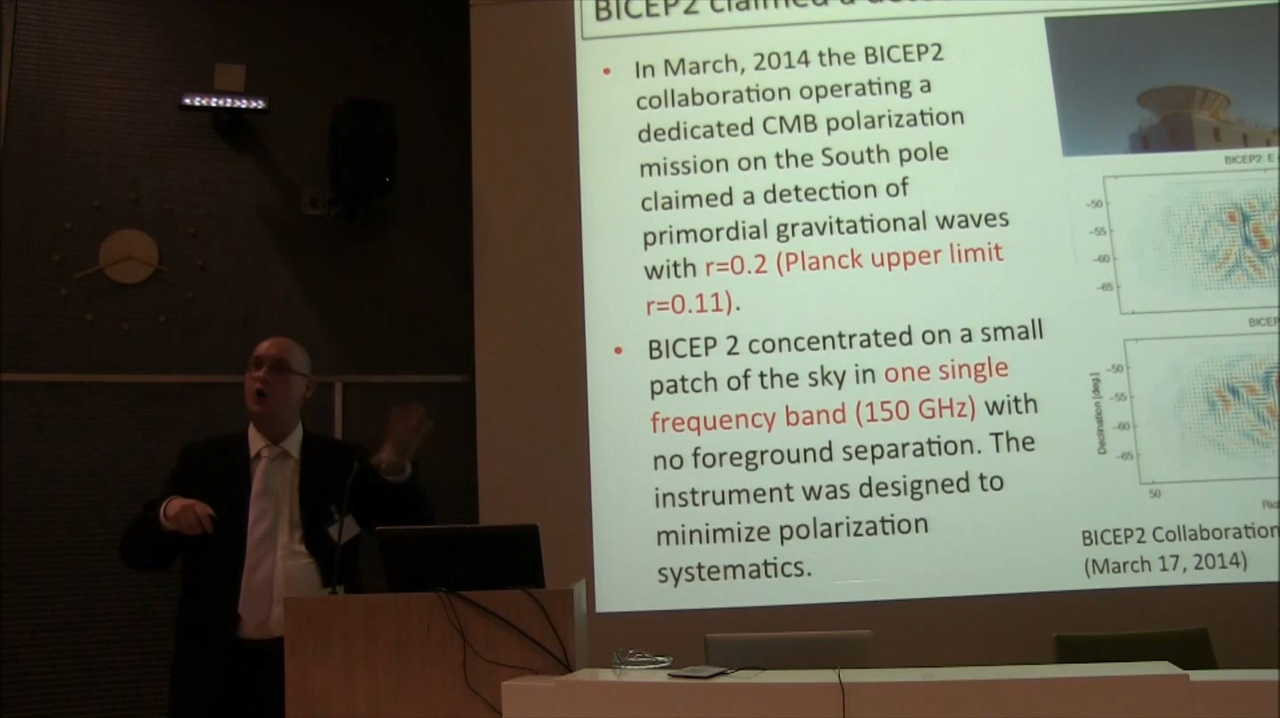 BICEP2 claimed a
In March, 2014 the BICEP2
collaboration operating a
dedicated CMB polarization
mission on the South pole
claimed a detection of
primordial gravitational waves
with r=0.2 (Planck upper limit
r=0.11).
BICEP 2 concentrated on a small
patch of the sky in one single
frequency band (150 GHz) with
no foreground separation. The
instrument was designed to
minimize polarization
systematics.
BICEP2: E
-50
-55
-60
-65
-50
-55
-60
-65
Declination [deg.]
50
BICEP2 Collaboration
(March 17, 2014)